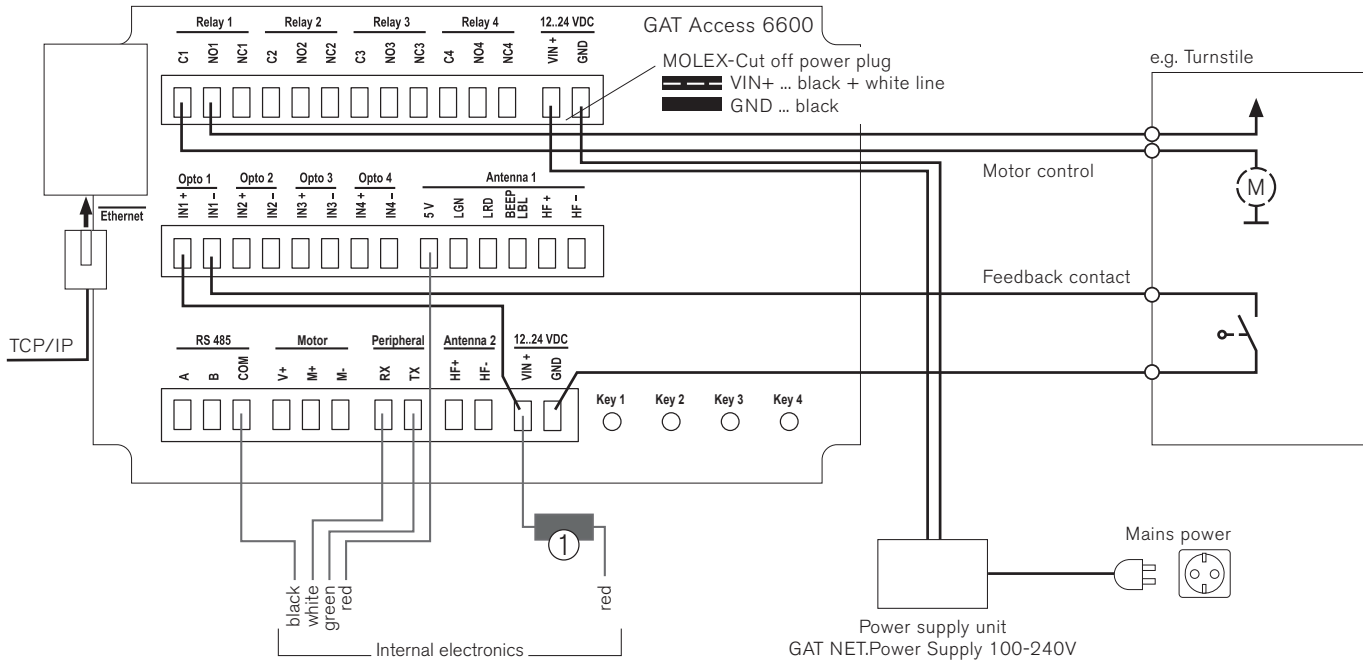 Relay 1 Relay 2 Relay 3 Relay 4 12..24 VDC
GAT Access 6600
C1 NO1 NC1 C2 NO2 NC2 C3 NO3 NC3 C4 NO4 NC4 VIN + GND
MOLEX-Cut off power plug
VIN+ ... black + white line
GND ... black
e.g. Turnstile
Motor control
M
Opto 1 Opto 2 Opto 3 Opto 4 Antenna 1
IN1 + IN1 – IN2 + IN2 – IN3 + IN3 – IN4 + IN4 – 5 V LGN LRD BEEP LBL HF + HF –
Ethernet
Feedback contact
TCP/IP
RS 485 Motor Peripheral Antenna 2 12..24 VDC
A B COM V+ M+ M- RX TX HF+ HF- VIN + GND
Key 1 Key 2 Key 3 Key 4
1
Mains power
black
white
green
red
red
Internal electronics
Power supply unit
GAT NET.Power Supply 100-240V